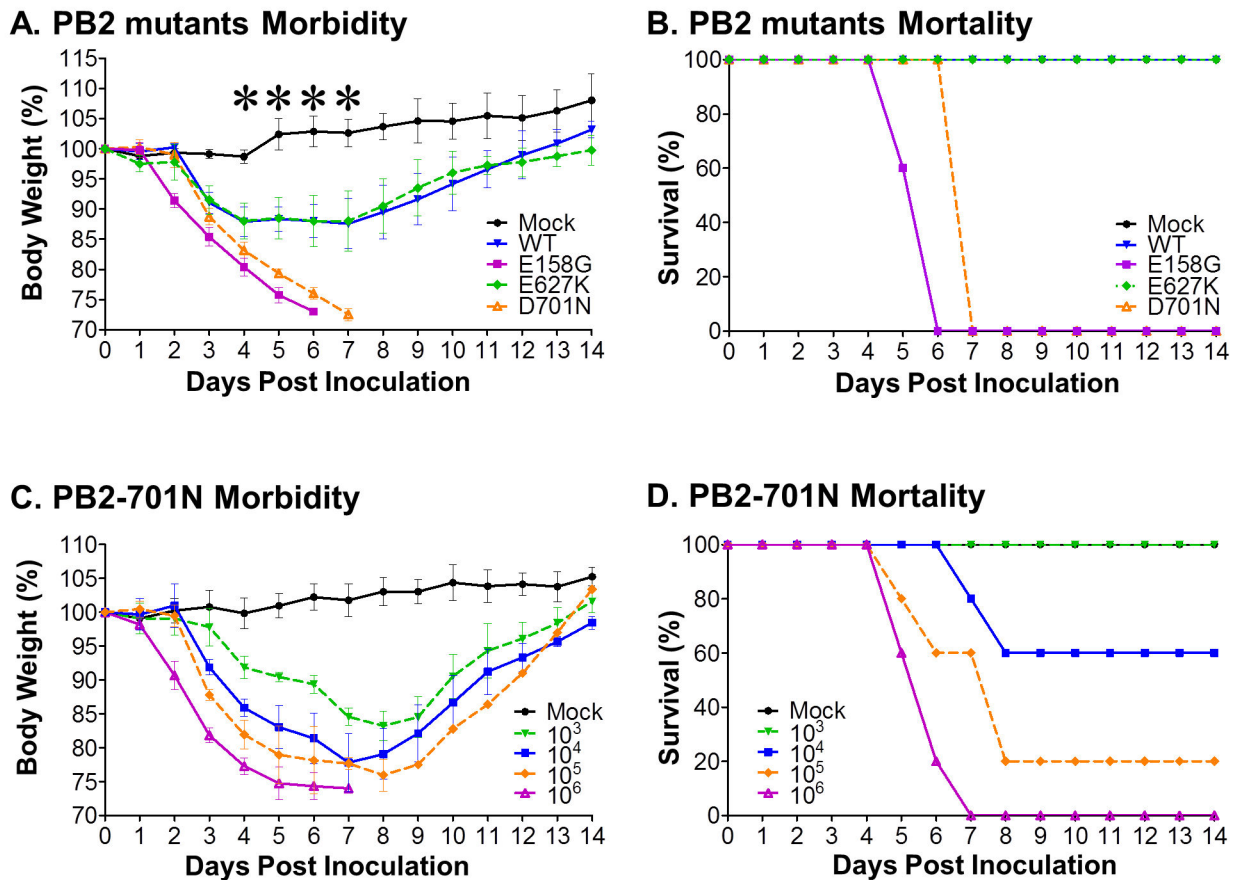 A. PB2 mutants Morbidity
115
110
105
100
95
90
85
80
75
70
Body Weight (%)
* * * *
Mock
WT
E158G
E627K
D701N
0 1 2 3 4 5 6 7 8 9 10 11 12 13 14
Days Post Inoculation
B. PB2 mutants Mortality
100
80
60
40
20
0
Survival (%)
Mock
WT
E158G
E627K
D701N
0 1 2 3 4 5 6 7 8 9 10 11 12 13 14
Days Post Inoculation
C. PB2-701N Morbidity
110
105
100
95
90
85
80
75
70
65
Body Weight (%)
Mock
10³
10⁴
10⁵
10⁶
0 1 2 3 4 5 6 7 8 9 10 11 12 13 14
Days Post Inoculation
D. PB2-701N Mortality
100
80
60
40
20
0
Survival (%)
Mock
10³
10⁴
10⁵
10⁶
0 1 2 3 4 5 6 7 8 9 10 11 12 13 14
Days Post Inoculation